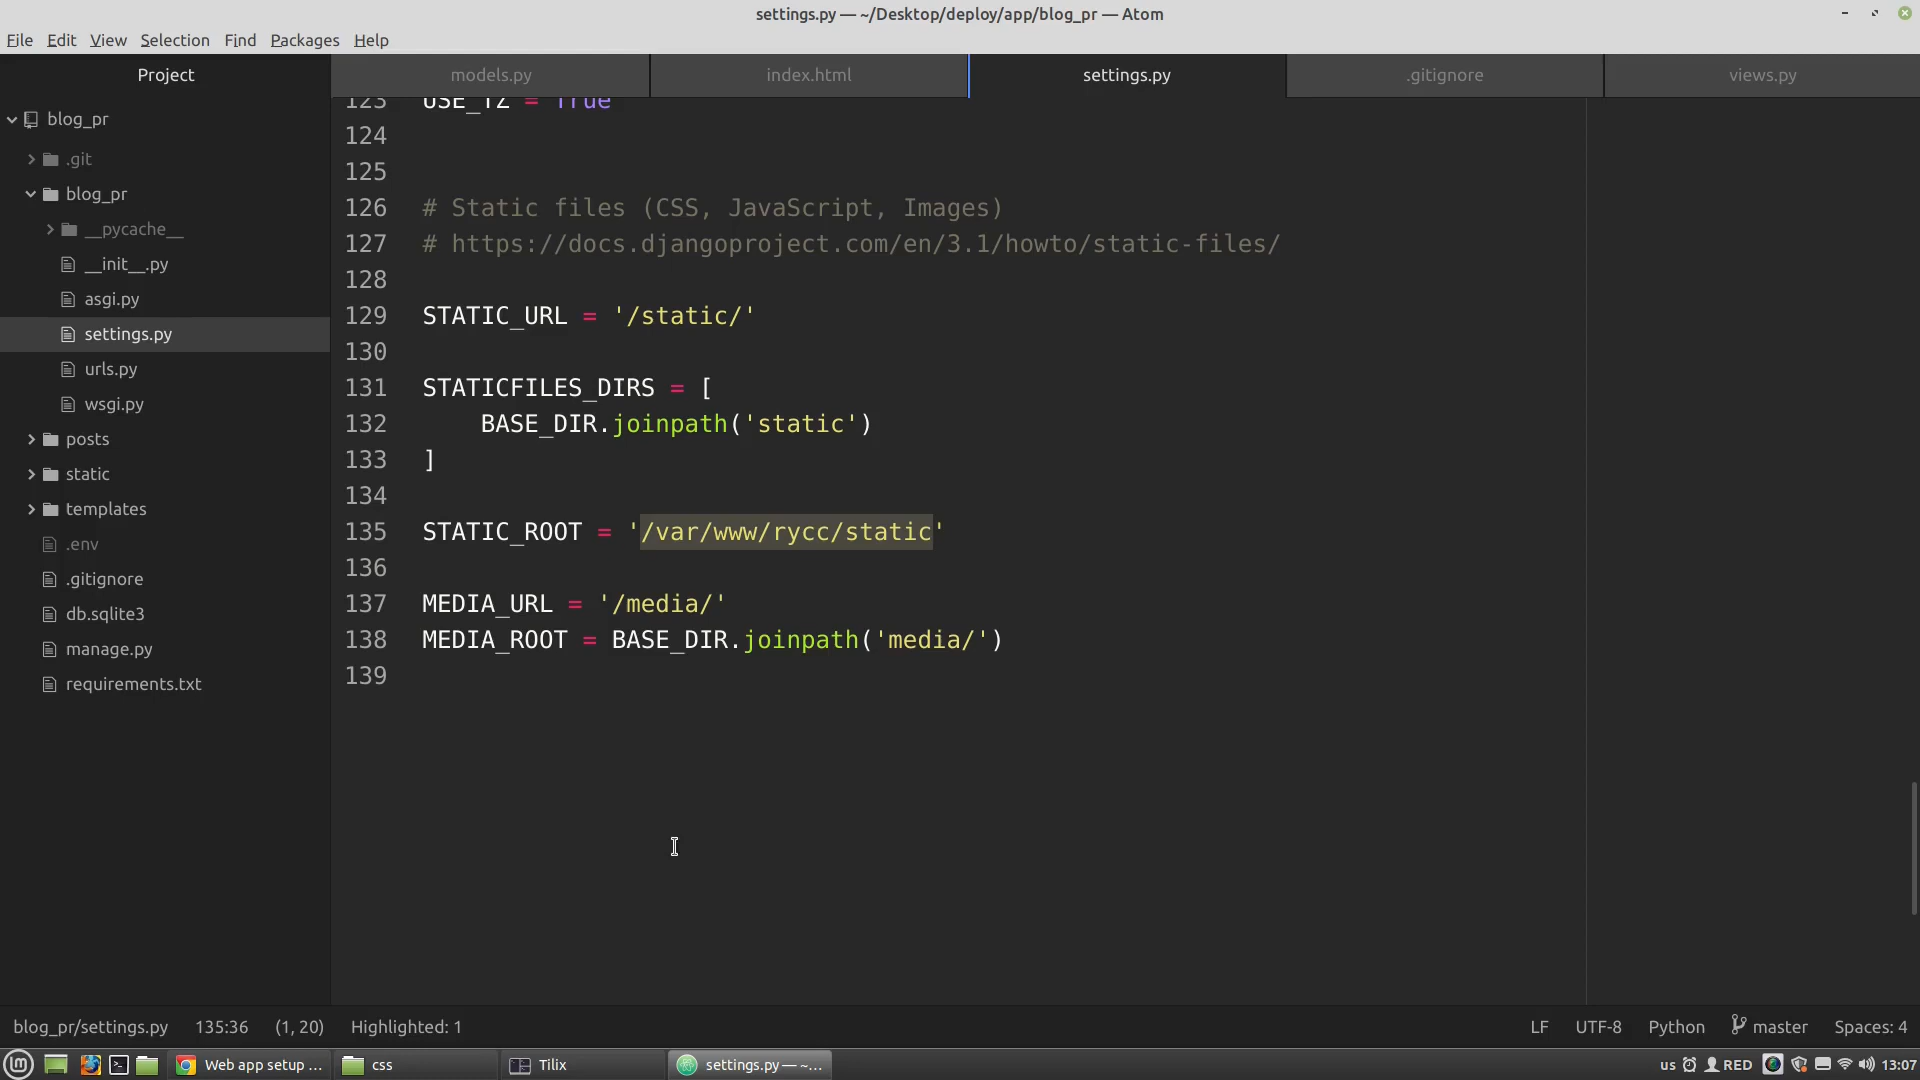 settings.py — ~/Desktop/deploy/app/blog_pr — Atom
File Edit View Selection Find Packages Help
Project
models.py
index.html
settings.py
.gitignore
views.py
blog_pr
.git
blog_pr
__pycache__
__init__.py
asgi.py
settings.py
urls.py
wsgi.py
posts
static
templates
.env
.gitignore
db.sqlite3
manage.py
requirements.txt
123 USE_TZ = True
124
125
126 # Static files (CSS, JavaScript, Images)
127 # https://docs.djangoproject.com/en/3.1/howto/static-files/
128
129 STATIC_URL = '/static/'
130
131 STATICFILES_DIRS = [
132     BASE_DIR.joinpath('static')
133 ]
134
135 STATIC_ROOT = '/var/www/rycc/static'
136
137 MEDIA_URL = '/media/'
138 MEDIA_ROOT = BASE_DIR.joinpath('media/')
139
blog_pr/settings.py 135:36 (1, 20) Highlighted: 1 LF UTF-8 Python master Spaces: 4
Web app setup ... css Tilix settings.py — ~... us RED 13:07